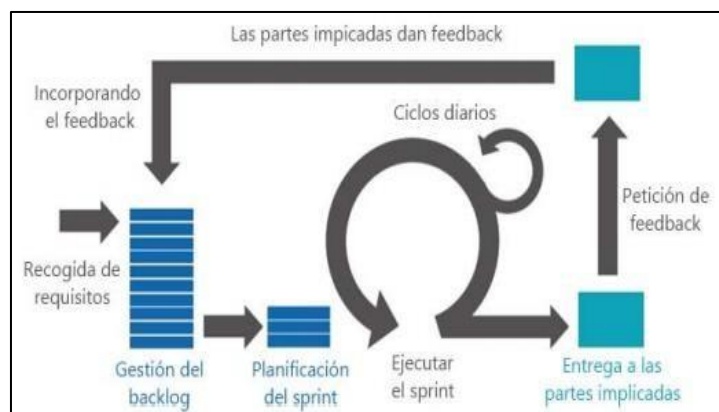 Las partes impicadas dan feedback
Incorporando
el feedback
Ciclos diarios
Petición de
feedback
Recogida de
requisitos
Gestión del
backlog
Planificación
del sprint
Ejecutar
el sprint
Entrega a las
partes implicadas